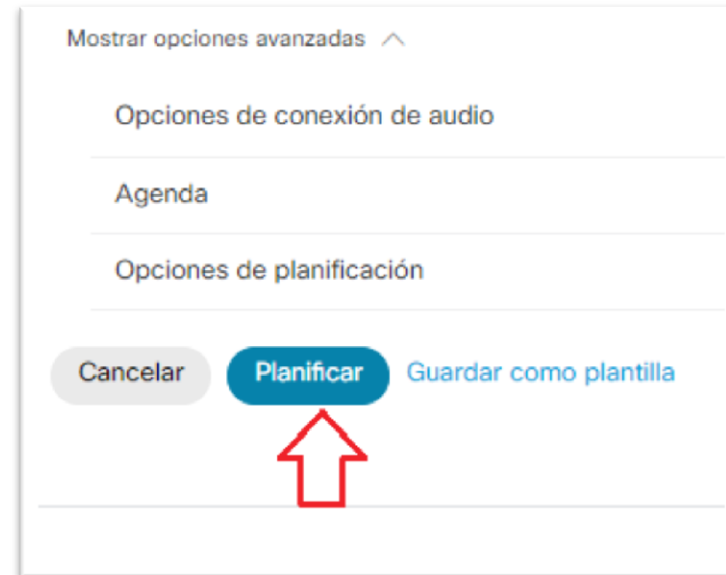 Mostrar opciones avanzadas
Opciones de conexión de audio
Agenda
Opciones de planificación
Cancelar Planificar Guardar como plantilla